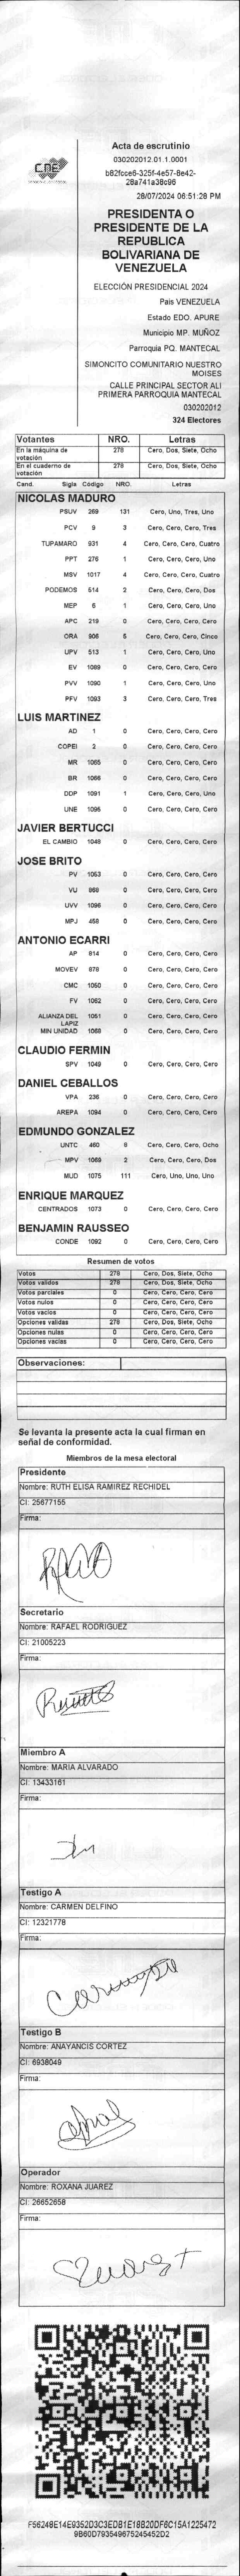 CNE
Acta de escrutinio
030202012.01.1.0001
b82fcce6-325f-4e57-8e42-
28a741a38c96
28/07/2024 06:51:28 PM
PRESIDENTA O
PRESIDENTE DE LA
REPUBLICA
BOLIVARIANA DE
VENEZUELA
ELECCIÓN PRESIDENCIAL 2024
Pais VENEZUELA
Estado EDO. APURE
Municipio MP. MUÑOZ
Parroquia PQ. MANTECAL
SIMONCITO COMUNITARIO NUESTRO
MOISES
CALLE PRINCIPAL SECTOR ALI
PRIMERA PARROQUIA MANTECAL
030202012
324 Electores
Votantes NRO. Letras
En la máquina de votación 278 Cero, Dos, Siete, Ocho
En el cuaderno de votación 278 Cero, Dos, Siete, Ocho
Cand. Sigla Código NRO. Letras
NICOLAS MADURO
PSUV 269 131 Cero, Uno, Tres, Uno
PCV 9 3 Cero, Cero, Cero, Tres
TUPAMARO 931 4 Cero, Cero, Cero, Cuatro
PPT 276 1 Cero, Cero, Cero, Uno
MSV 1017 4 Cero, Cero, Cero, Cuatro
PODEMOS 514 2 Cero, Cero, Cero, Dos
MEP 6 1 Cero, Cero, Cero, Uno
APC 219 0 Cero, Cero, Cero, Cero
ORA 906 5 Cero, Cero, Cero, Cinco
UPV 513 1 Cero, Cero, Cero, Uno
EV 1089 0 Cero, Cero, Cero, Cero
PVV 1090 1 Cero, Cero, Cero, Uno
PFV 1093 3 Cero, Cero, Cero, Tres
LUIS MARTINEZ
AD 1 0 Cero, Cero, Cero, Cero
COPEI 2 0 Cero, Cero, Cero, Cero
MR 1065 0 Cero, Cero, Cero, Cero
BR 1066 0 Cero, Cero, Cero, Cero
DDP 1091 1 Cero, Cero, Cero, Uno
UNE 1095 0 Cero, Cero, Cero, Cero
JAVIER BERTUCCI
EL CAMBIO 1048 0 Cero, Cero, Cero, Cero
JOSE BRITO
PV 1053 0 Cero, Cero, Cero, Cero
VU 868 0 Cero, Cero, Cero, Cero
UVV 1096 0 Cero, Cero, Cero, Cero
MPJ 458 0 Cero, Cero, Cero, Cero
ANTONIO ECARRI
AP 814 0 Cero, Cero, Cero, Cero
MOVEV 878 0 Cero, Cero, Cero, Cero
CMC 1050 0 Cero, Cero, Cero, Cero
FV 1062 0 Cero, Cero, Cero, Cero
ALIANZA DEL LAPIZ 1051 0 Cero, Cero, Cero, Cero
MIN UNIDAD 1068 0 Cero, Cero, Cero, Cero
CLAUDIO FERMIN
SPV 1049 0 Cero, Cero, Cero, Cero
DANIEL CEBALLOS
VPA 236 0 Cero, Cero, Cero, Cero
AREPA 1094 0 Cero, Cero, Cero, Cero
EDMUNDO GONZALEZ
UNTC 460 8 Cero, Cero, Cero, Ocho
MPV 1069 2 Cero, Cero, Cero, Dos
MUD 1075 111 Cero, Uno, Uno, Uno
ENRIQUE MARQUEZ
CENTRADOS 1073 0 Cero, Cero, Cero, Cero
BENJAMIN RAUSSEO
CONDE 1092 0 Cero, Cero, Cero, Cero
Resumen de votos
Votos 278 Cero, Dos, Siete, Ocho
Votos validos 278 Cero, Dos, Siete, Ocho
Votos parciales 0 Cero, Cero, Cero, Cero
Votos nulos 0 Cero, Cero, Cero, Cero
Votos vacios 0 Cero, Cero, Cero, Cero
Opciones validas 278 Cero, Dos, Siete, Ocho
Opciones nulas 0 Cero, Cero, Cero, Cero
Opciones vacias 0 Cero, Cero, Cero, Cero
Observaciones:
Se levanta la presente acta la cual firman en
señal de conformidad.
Miembros de la mesa electoral
Presidente
Nombre: RUTH ELISA RAMIREZ RECHIDEL
CI: 25677155
Firma:
Secretario
Nombre: RAFAEL RODRIGUEZ
CI: 21005223
Firma:
Miembro A
Nombre: MARIA ALVARADO
CI: 13433161
Firma:
Testigo A
Nombre: CARMEN DELFINO
CI: 12321778
Firma:
Testigo B
Nombre: ANAYANCIS CORTEZ
CI: 6938049
Firma:
Operador
Nombre: ROXANA JUAREZ
CI: 26652658
Firma:
F56248E14E9352D3C3EDB1E18B20DF6C15A1225472
9B60D793549675245452D2